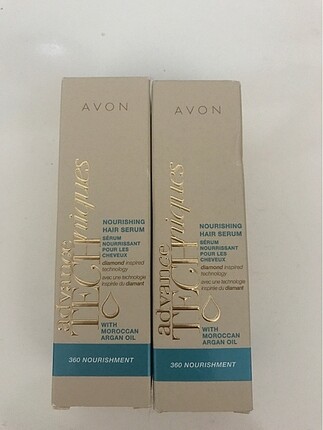 AVON
advance
TECHniques
NOURISHING
HAIR SERUM
SÉRUM
NOURRISSANT
POUR LES
CHEVEUX
diamond inspired
technology
avec une technologie
inspirée du diamant
WITH
MOROCCAN
ARGAN OIL
360 NOURISHMENT
AVON
advance
TECHniques
NOURISHING
HAIR SERUM
SÉRUM
NOURRISSANT
POUR LES
CHEVEUX
diamond inspired
technology
avec une technologie
inspirée du diamant
WITH
MOROCCAN
ARGAN OIL
360 NOURISHMENT